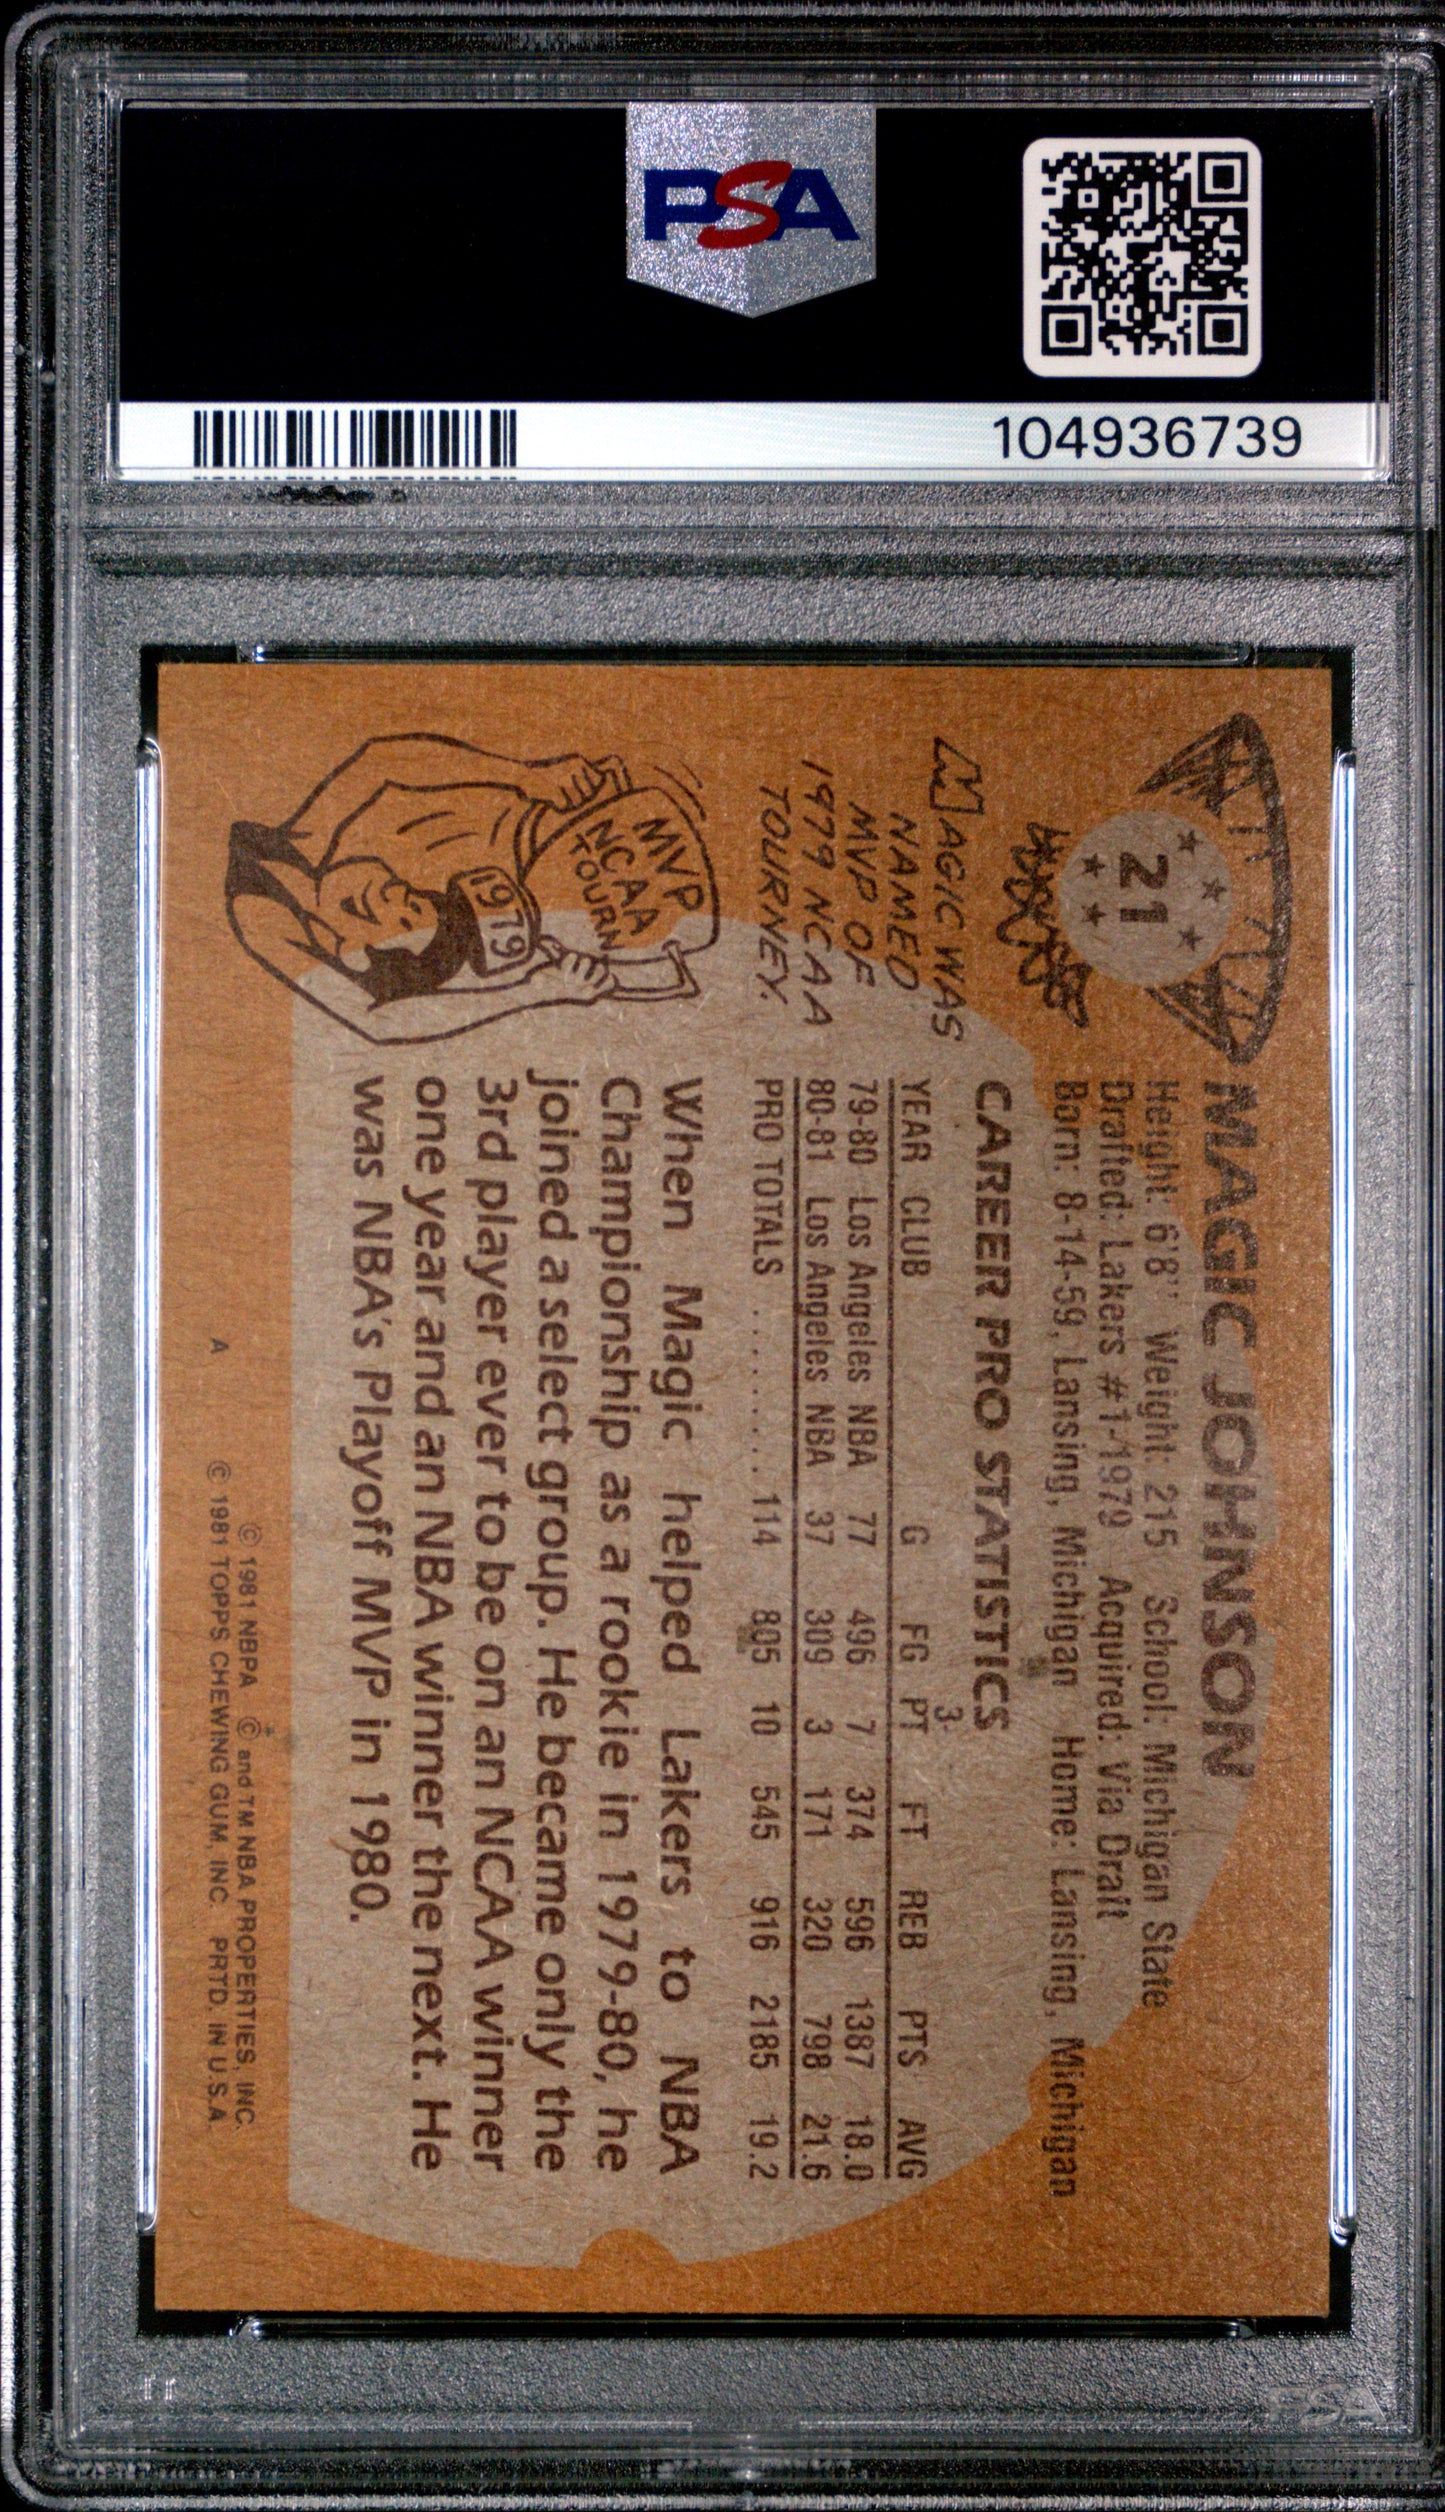 PSA
104936739
21
MAGIC JOHNSON
Height: 6'8'' Weight: 215 School: Michigan State
Drafted: Lakers #1-1979 Acquired: Via Draft
Born: 8-14-59, Lansing, Michigan Home: Lansing, Michigan
MAGIC WAS
NAMED
MVP OF
1979 NCAA
TOURNEY.
MVP
NCAA
TOURN
1979
CAREER PRO STATISTICS
3-
YEAR CLUB G FG PT FT REB PTS AVG
79-80 Los Angeles NBA 77 496 7 374 596 1387 18.0
80-81 Los Angeles NBA 37 309 3 171 320 798 21.6
PRO TOTALS . . . . . . . . . 114 805 10 545 916 2185 19.2
When Magic helped Lakers to NBA
Championship as a rookie in 1979-80, he
joined a select group. He became only the
3rd player ever to be on an NCAA winner
one year and an NBA winner the next. He
was NBA's Playoff MVP in 1980.
© 1981 NBPA © and TM NBA PROPERTIES, INC.
A © 1981 TOPPS CHEWING GUM, INC PRTD. IN U.S.A.
PSA